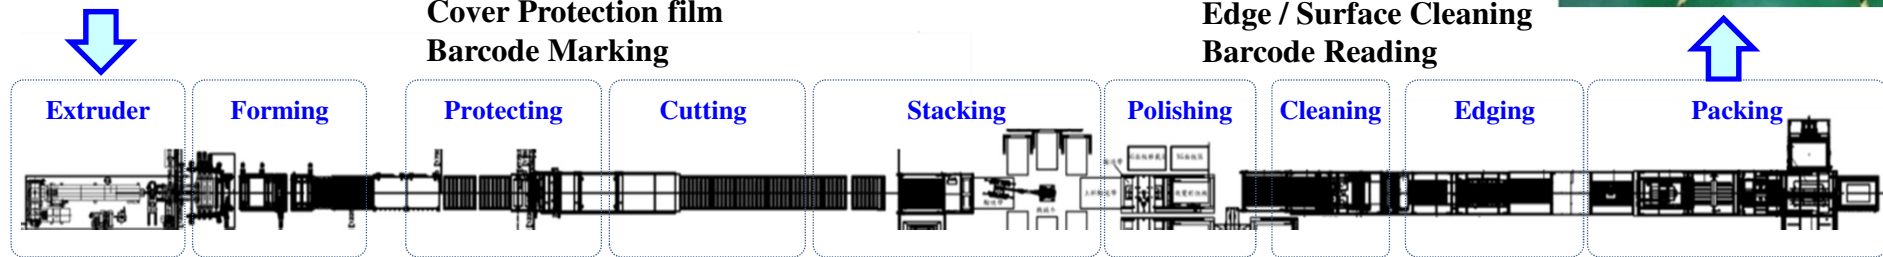 Cover Protection film
Barcode Marking
Edge / Surface Cleaning
Barcode Reading
Extruder
Forming
Protecting
Cutting
Stacking
Polishing
Cleaning
Edging
Packing